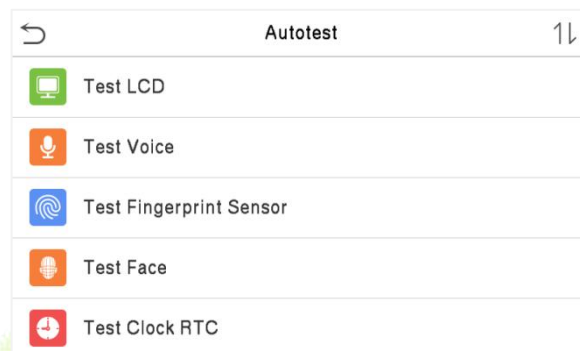 Autotest
Test LCD
Test Voice
Test Fingerprint Sensor
Test Face
Test Clock RTC